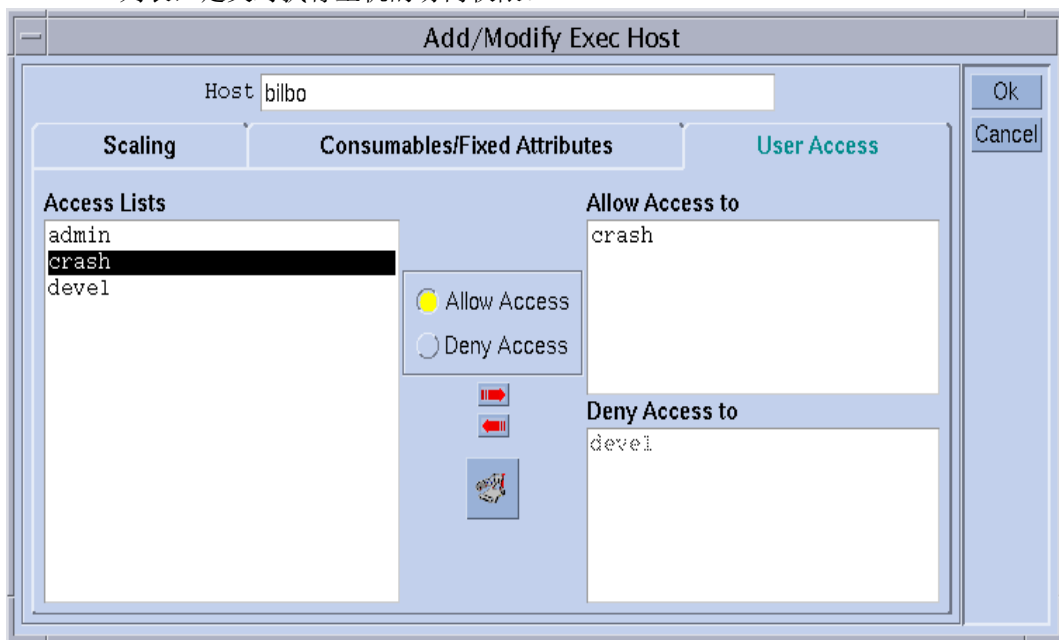 Add/Modify Exec Host
Host bilbo
Ok
Cancel
Scaling
Consumables/Fixed Attributes
User Access
Access Lists
admin
crash
devel
Allow Access
Deny Access
Allow Access to
crash
Deny Access to
devel